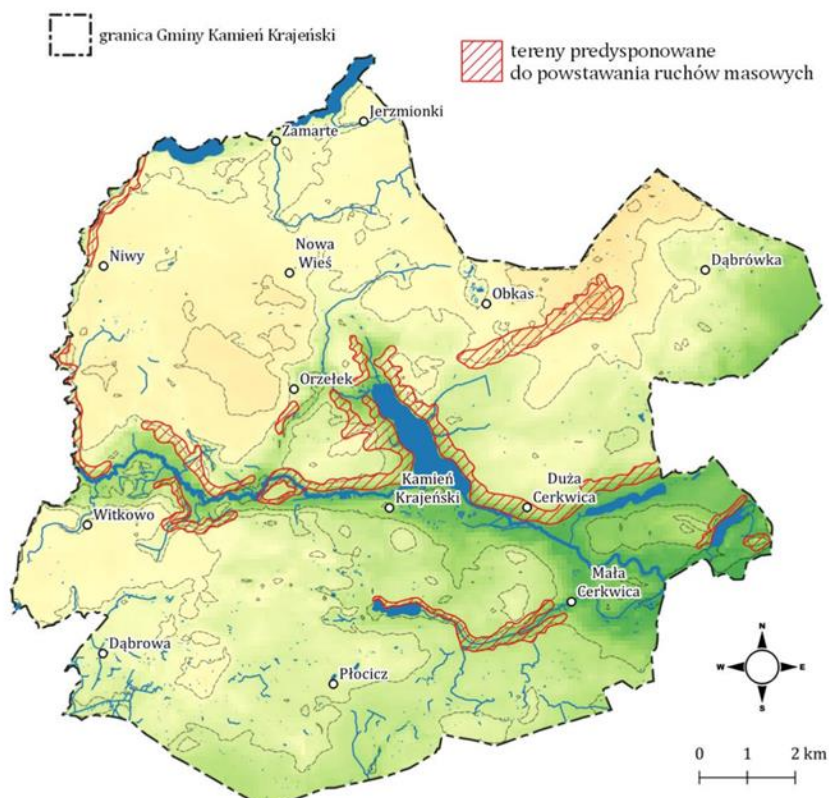 granica Gminy Kamień Krajeński
tereny predysponowane
do powstawania ruchów masowych
Jerzmionki
Zamarte
Niwy
Nowa
Wieś
Dąbrówka
Obkas
Orzełek
Kamień
Krajeński
Duża
Cerkwica
Witkowo
Mała
Cerkwica
Dąbrowa
Płocicz
N
W
E
S
0 1 2 km